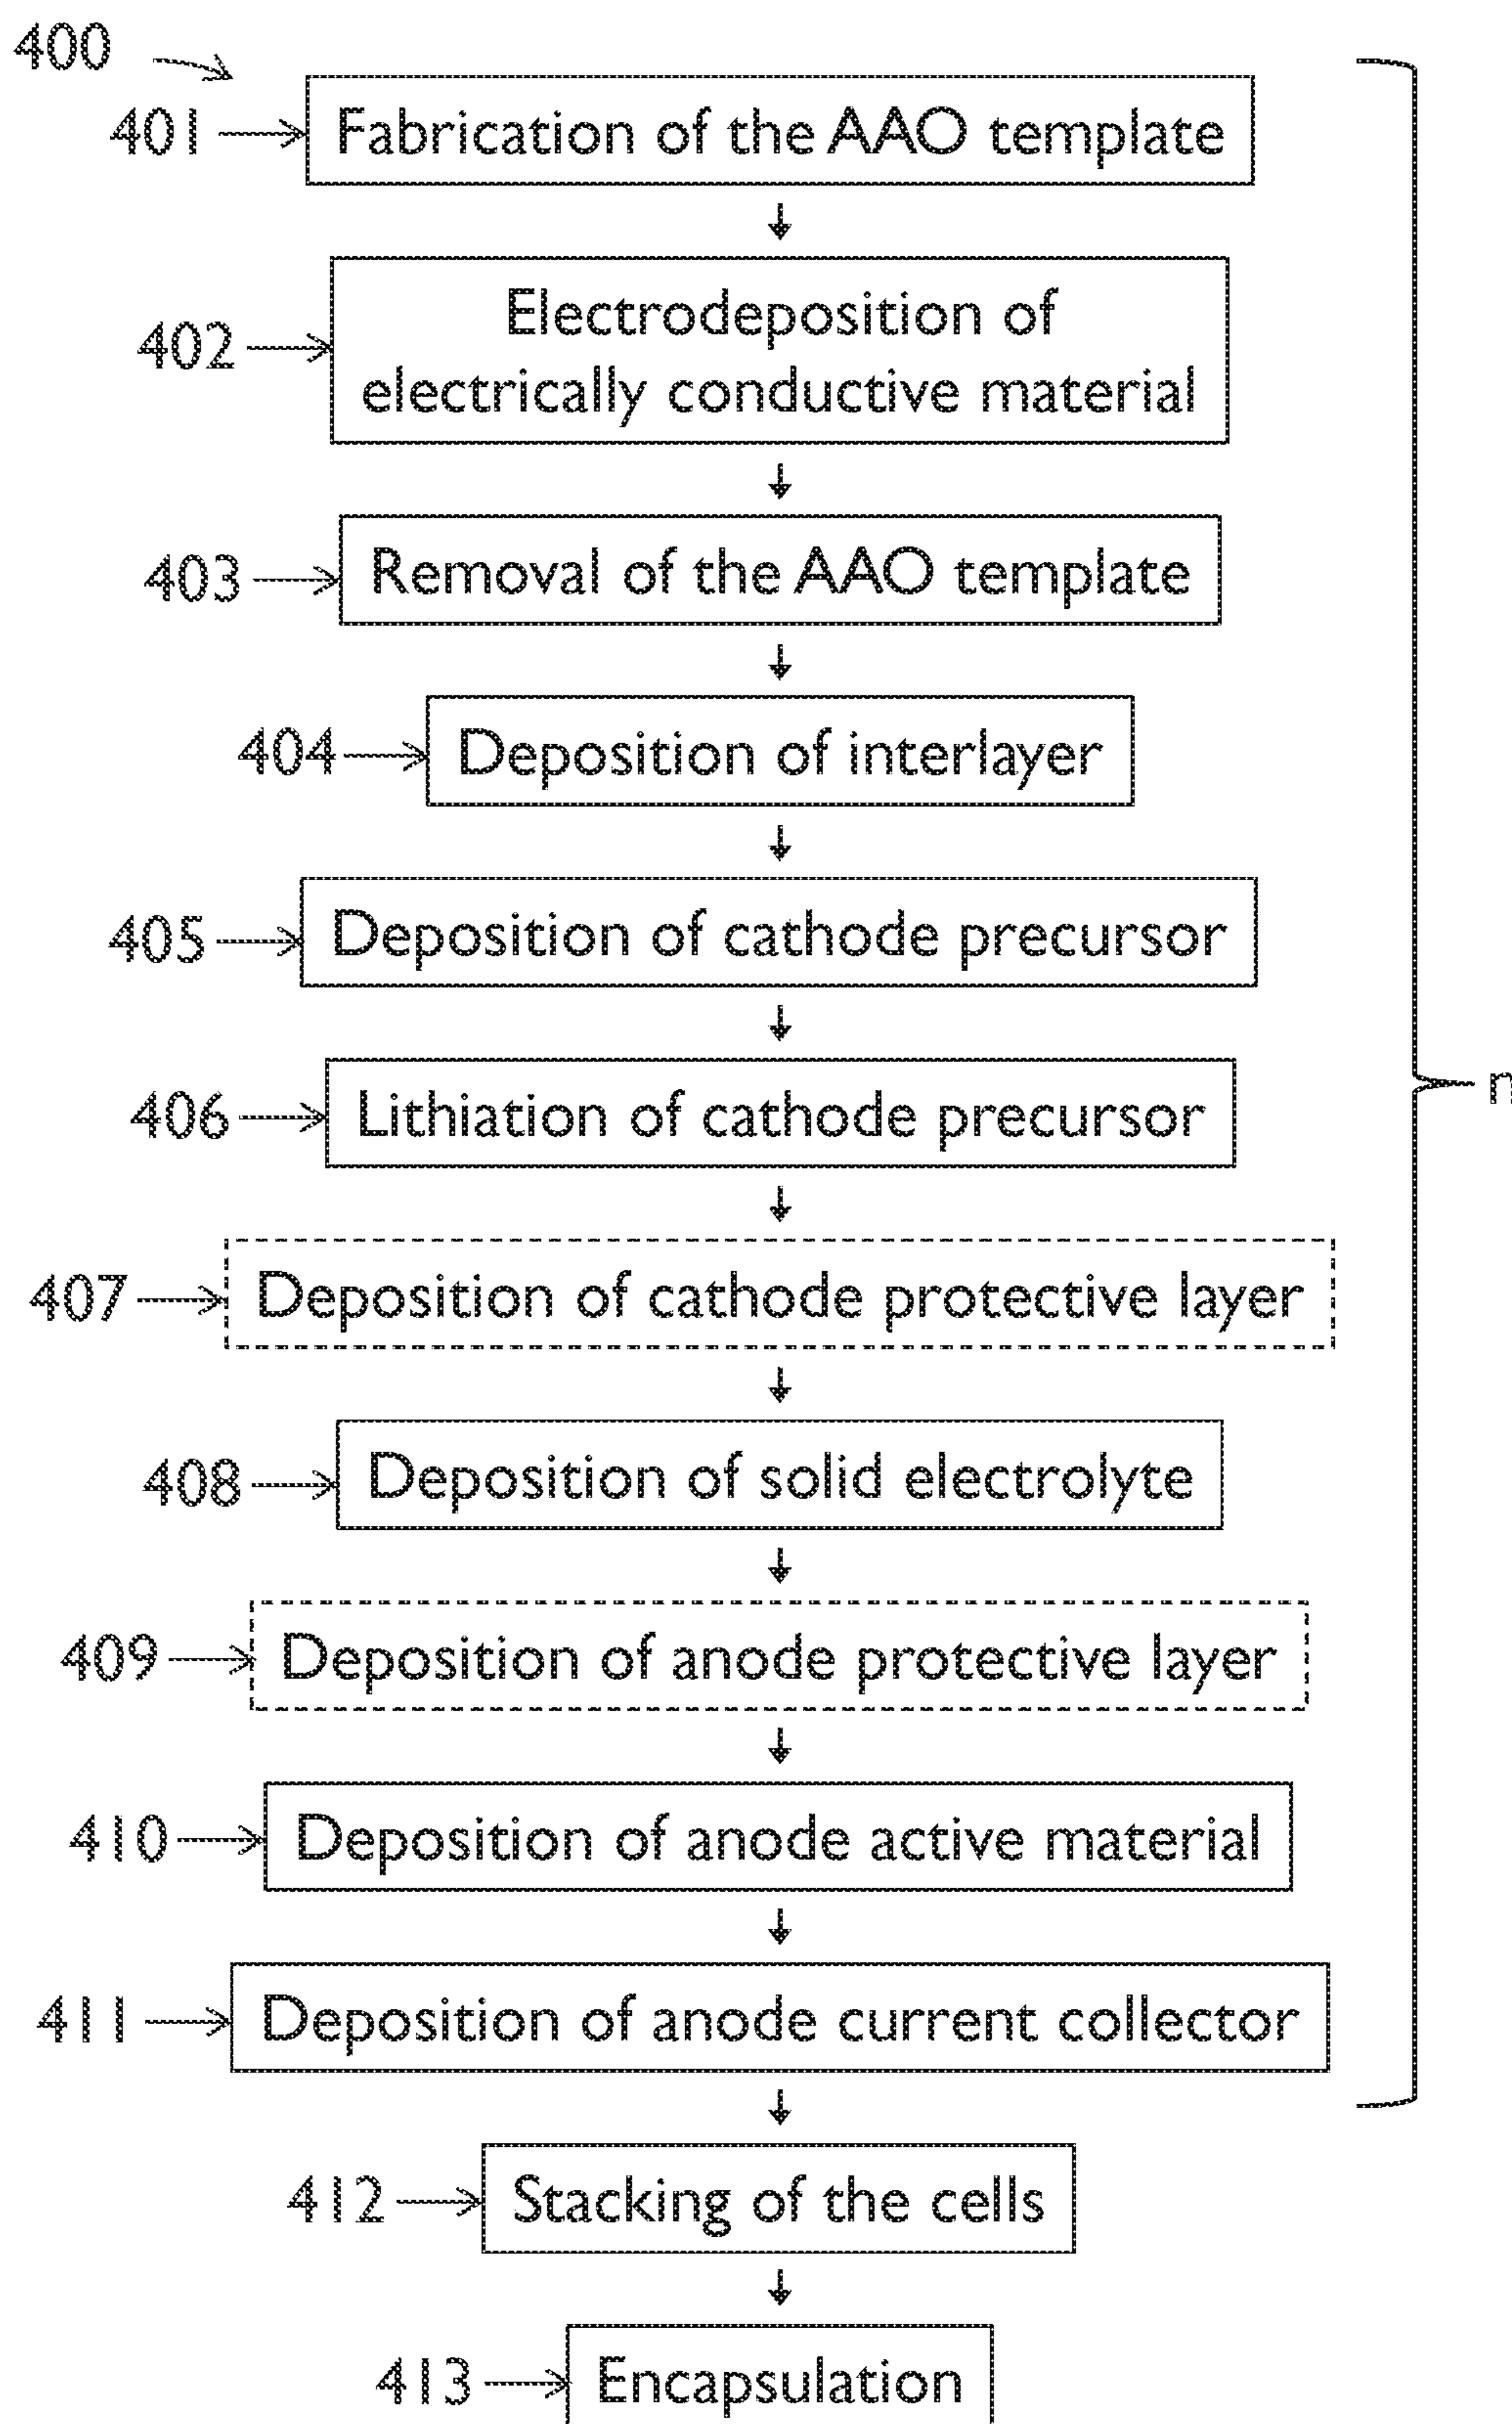 400
401 Fabrication of the AAO template
402 Electrodeposition of
electrically conductive material
403 Removal of the AAO template
404 Deposition of interlayer
405 Deposition of cathode precursor
406 Lithiation of cathode precursor
407 Deposition of cathode protective layer
408 Deposition of solid electrolyte
409 Deposition of anode protective layer
410 Deposition of anode active material
411 Deposition of anode current collector
412 Stacking of the cells
413 Encapsulation